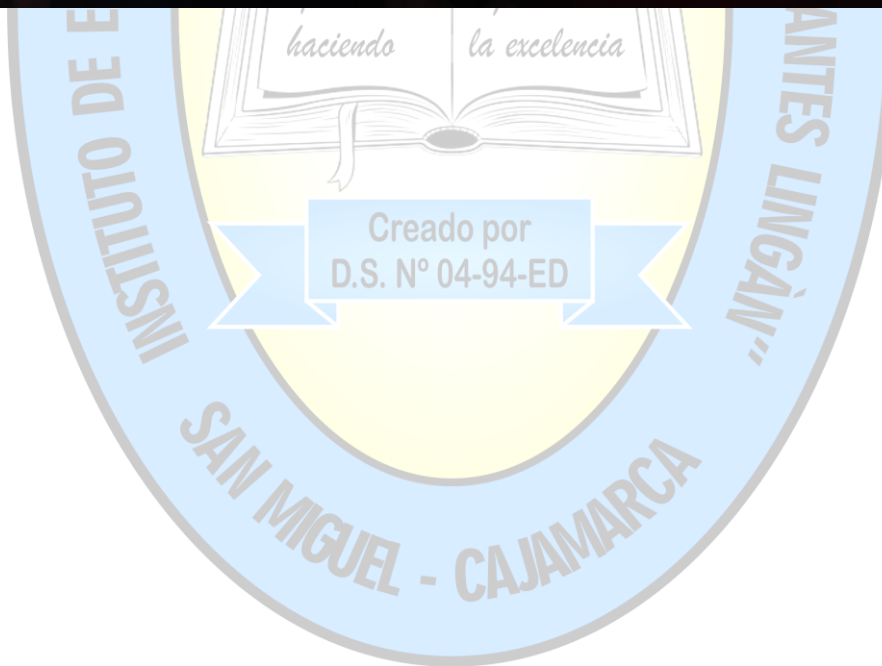 haciendo la excelencia
Creado por
D.S. Nº 04-94-ED
INSTITUTO DE
ANTES LINGÀN"
SAN MIGUEL - CAJAMARCA